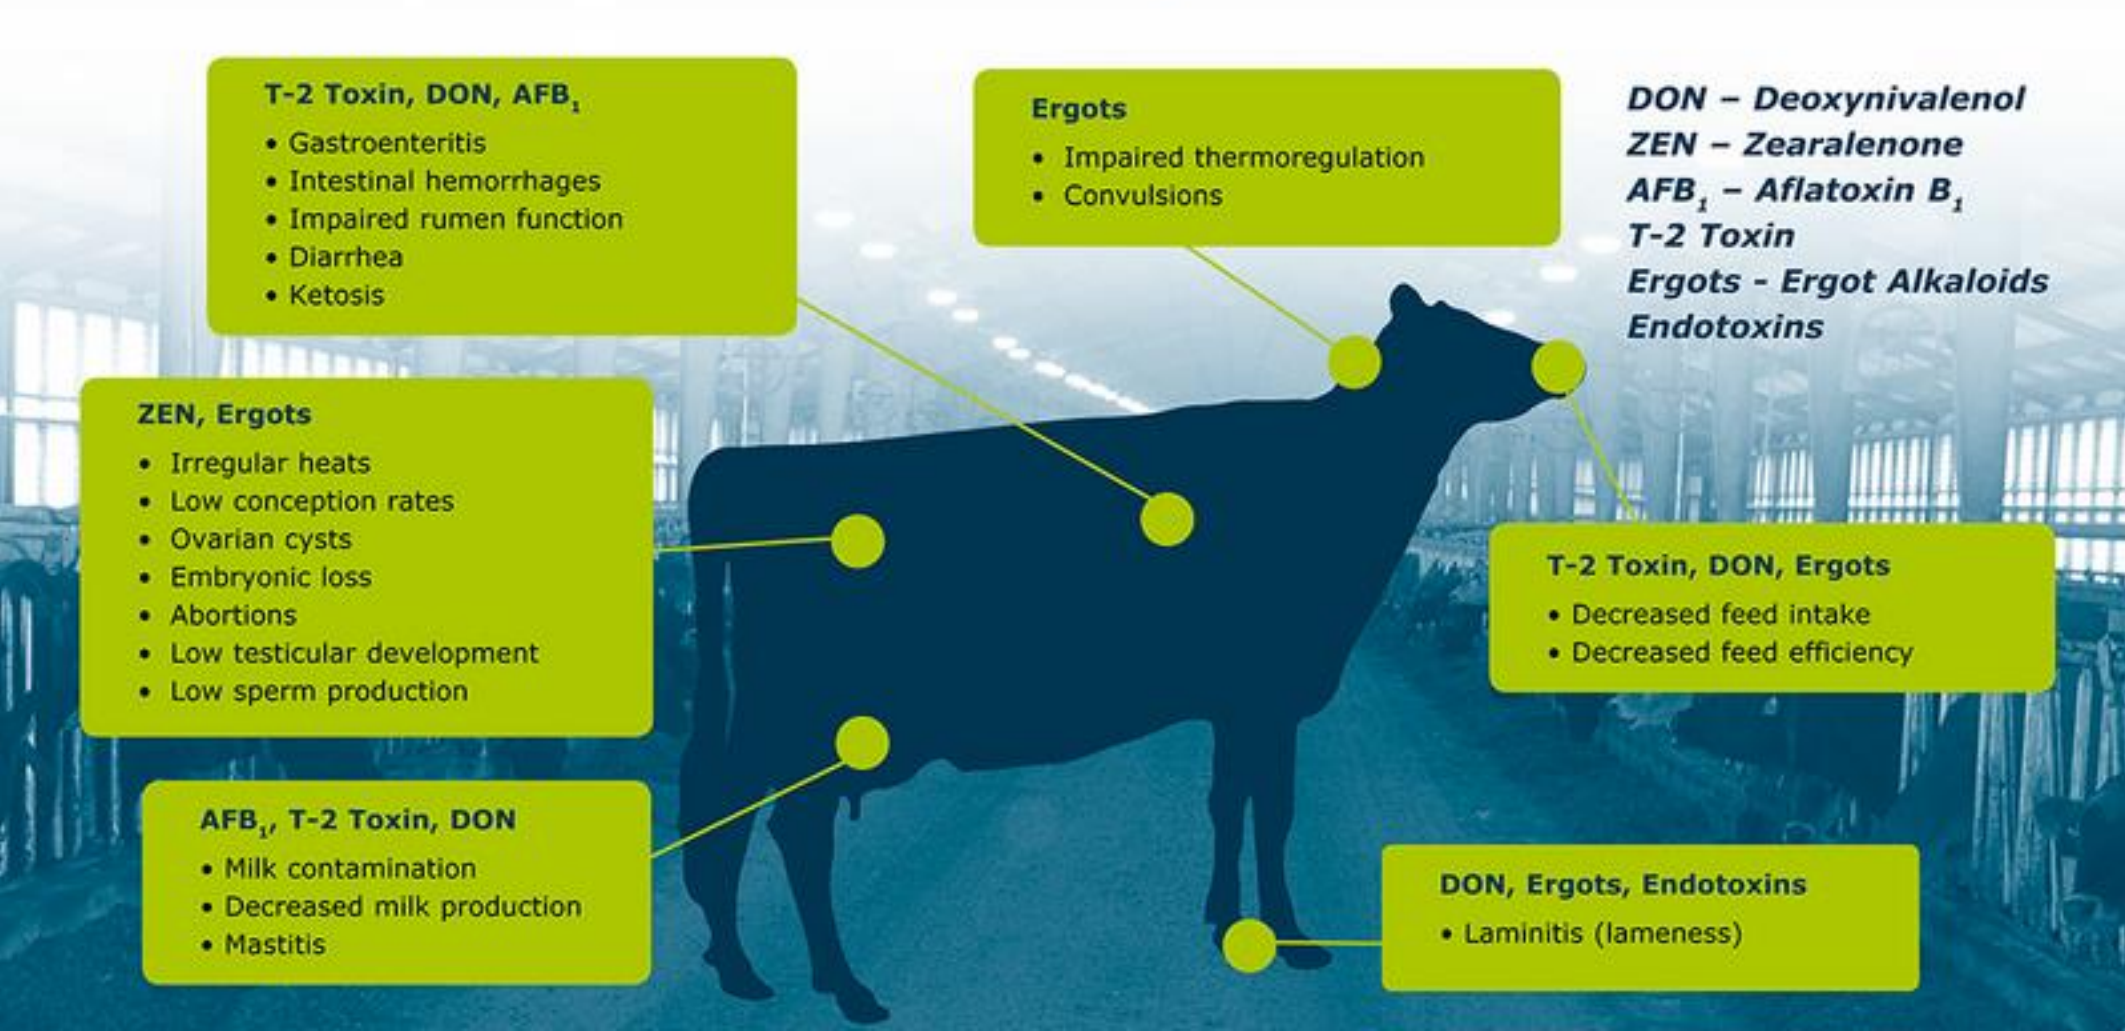 T-2 Toxin, DON, AFB₁
• Gastroenteritis
• Intestinal hemorrhages
• Impaired rumen function
• Diarrhea
• Ketosis
Ergots
• Impaired thermoregulation
• Convulsions
DON – Deoxynivalenol
ZEN – Zearalenone
AFB₁ – Aflatoxin B₁
T-2 Toxin
Ergots - Ergot Alkaloids
Endotoxins
ZEN, Ergots
• Irregular heats
• Low conception rates
• Ovarian cysts
• Embryonic loss
• Abortions
• Low testicular development
• Low sperm production
T-2 Toxin, DON, Ergots
• Decreased feed intake
• Decreased feed efficiency
AFB₁, T-2 Toxin, DON
• Milk contamination
• Decreased milk production
• Mastitis
DON, Ergots, Endotoxins
• Laminitis (lameness)